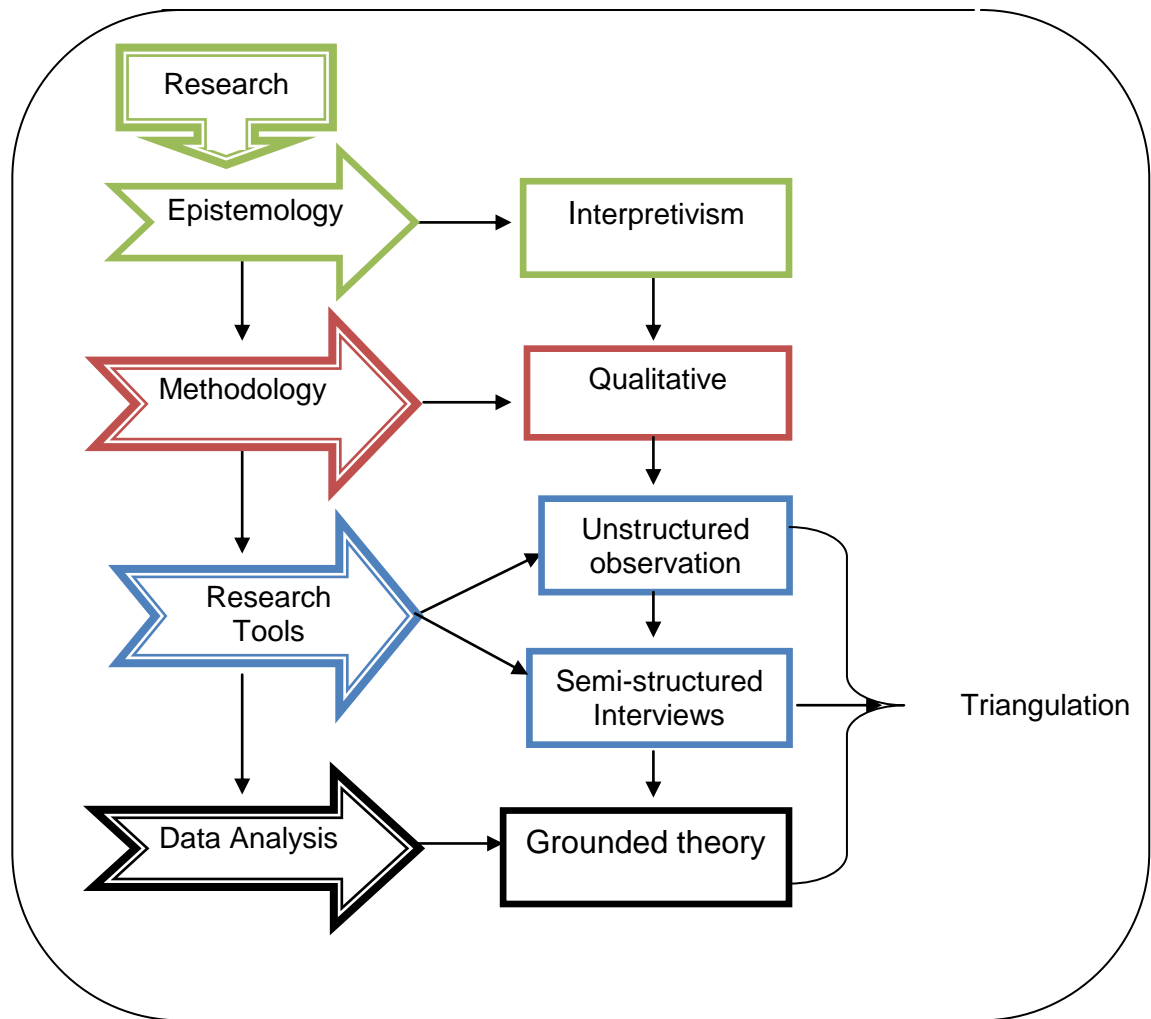 Research
Epistemology
Interpretivism
Methodology
Qualitative
Research
Tools
Unstructured
observation
Semi-structured
Interviews
Triangulation
Data Analysis
Grounded theory